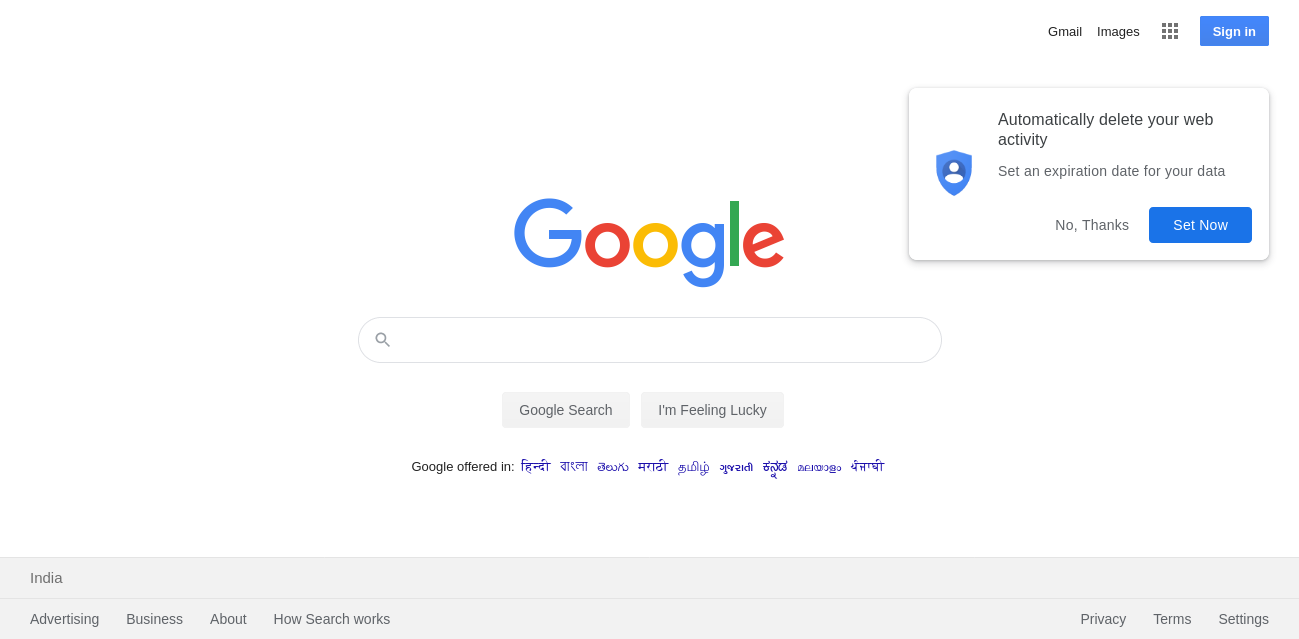 Gmail Images Sign in
Automatically delete your web
activity
Set an expiration date for your data
No, Thanks Set Now
Google
Google Search I'm Feeling Lucky
Google offered in: हिन्दी বাংলা తెలుగు मराठी தமிழ் ગુજરાતી ಕನ್ನಡ മലയാളം ਪੰਜਾਬੀ
India
Advertising Business About How Search works Privacy Terms Settings